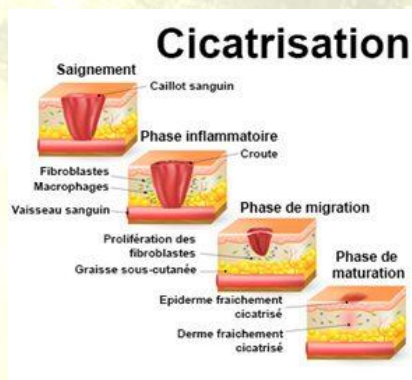 Cicatrisation
Saignement
Caillot sanguin
Phase inflammatoire
Croute
Fibroblastes
Macrophages
Vaisseau sanguin
Phase de migration
Prolifération des
fibroblastes
Graisse sous-cutanée
Phase de
maturation
Epiderme fraichement
cicatrisé
Derme fraichement
cicatrisé